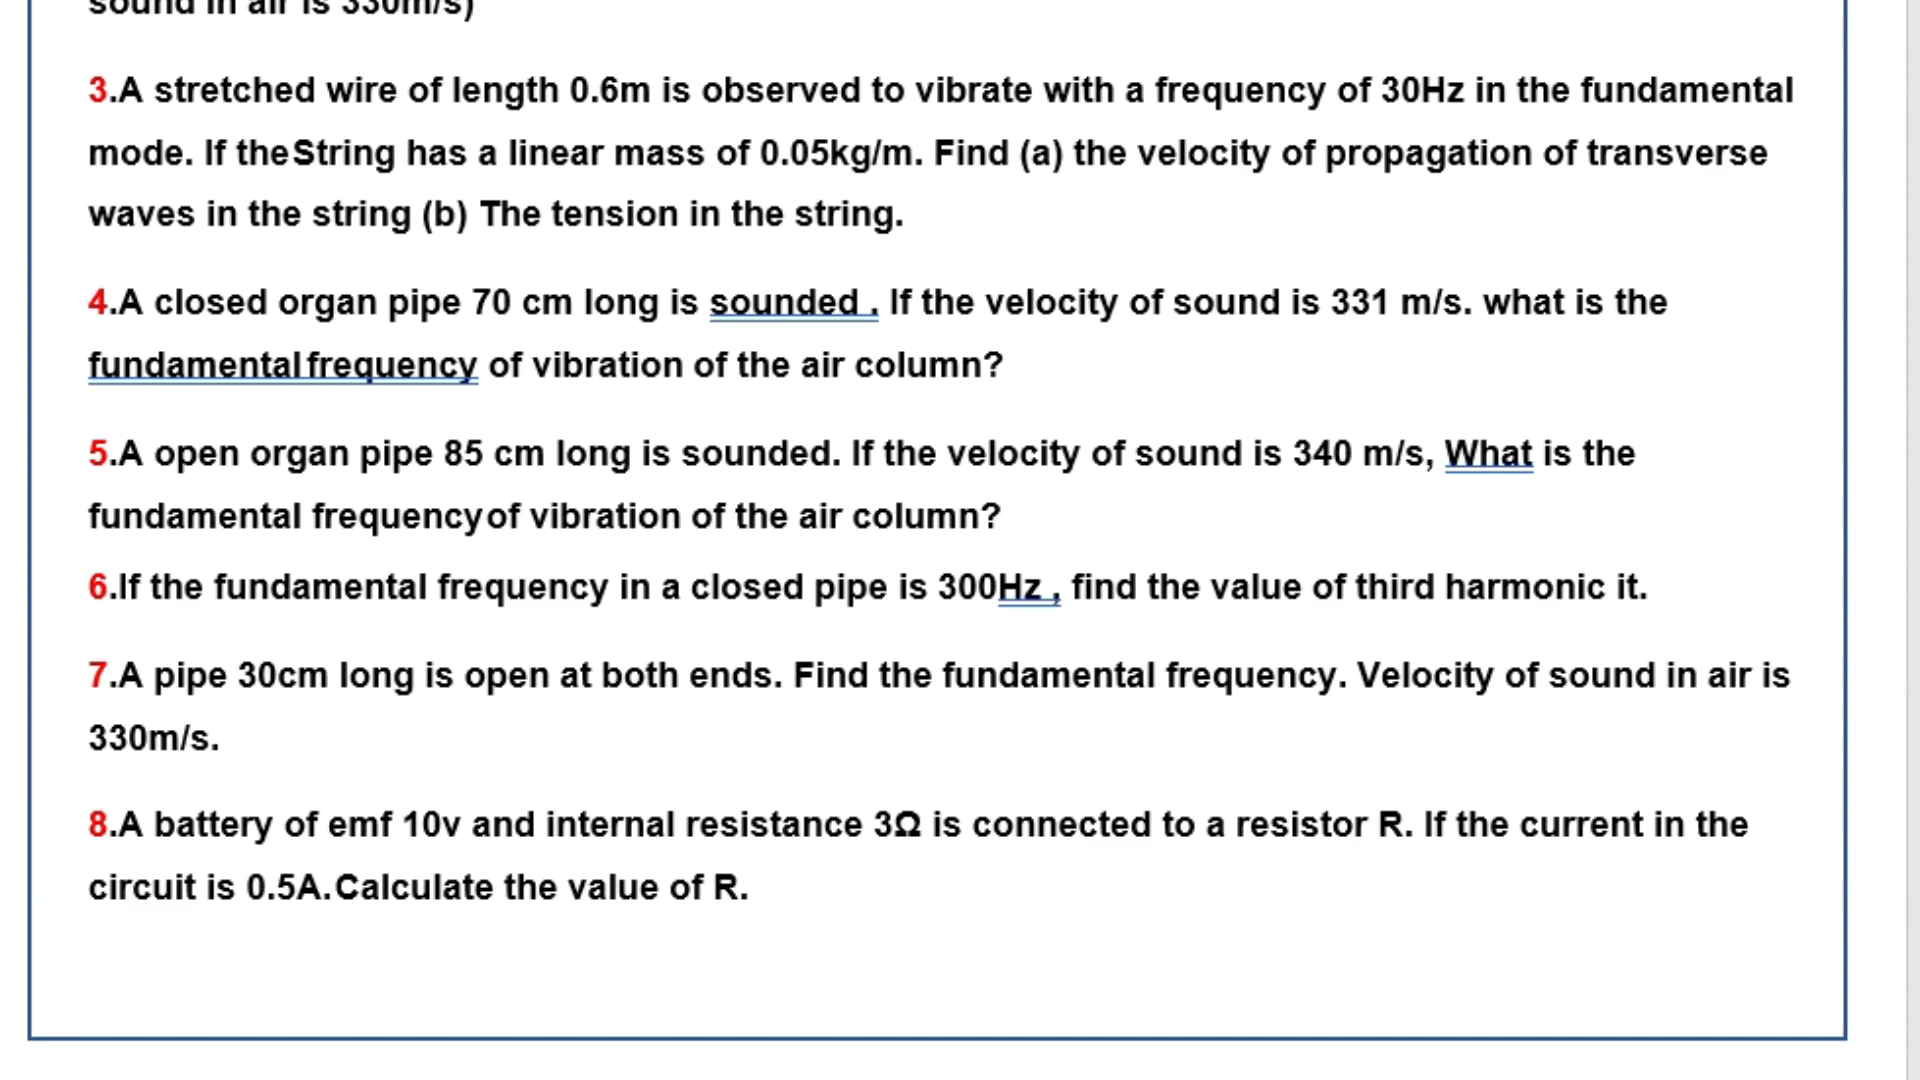 sound in air is 330m/s)
3.A stretched wire of length 0.6m is observed to vibrate with a frequency of 30Hz in the fundamental
mode. If theString has a linear mass of 0.05kg/m. Find (a) the velocity of propagation of transverse
waves in the string (b) The tension in the string.
4.A closed organ pipe 70 cm long is sounded . If the velocity of sound is 331 m/s. what is the
fundamentalfrequency of vibration of the air column?
5.A open organ pipe 85 cm long is sounded. If the velocity of sound is 340 m/s, What is the
fundamental frequencyof vibration of the air column?
6.If the fundamental frequency in a closed pipe is 300Hz , find the value of third harmonic it.
7.A pipe 30cm long is open at both ends. Find the fundamental frequency. Velocity of sound in air is
330m/s.
8.A battery of emf 10v and internal resistance 3Ω is connected to a resistor R. If the current in the
circuit is 0.5A.Calculate the value of R.